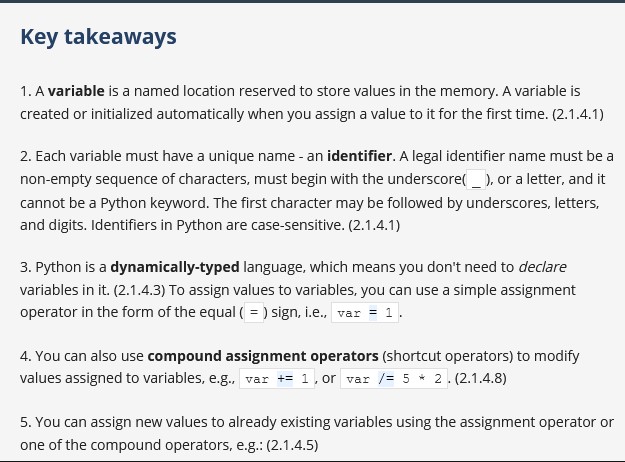 Key takeaways
1. A variable is a named location reserved to store values in the memory. A variable is
created or initialized automatically when you assign a value to it for the first time. (2.1.4.1)
2. Each variable must have a unique name - an identifier. A legal identifier name must be a
non-empty sequence of characters, must begin with the underscore( _ ), or a letter, and it
cannot be a Python keyword. The first character may be followed by underscores, letters,
and digits. Identifiers in Python are case-sensitive. (2.1.4.1)
3. Python is a dynamically-typed language, which means you don't need to declare
variables in it. (2.1.4.3) To assign values to variables, you can use a simple assignment
operator in the form of the equal ( = ) sign, i.e., var = 1 .
4. You can also use compound assignment operators (shortcut operators) to modify
values assigned to variables, e.g., var += 1 , or var /= 5 * 2 . (2.1.4.8)
5. You can assign new values to already existing variables using the assignment operator or
one of the compound operators, e.g.: (2.1.4.5)